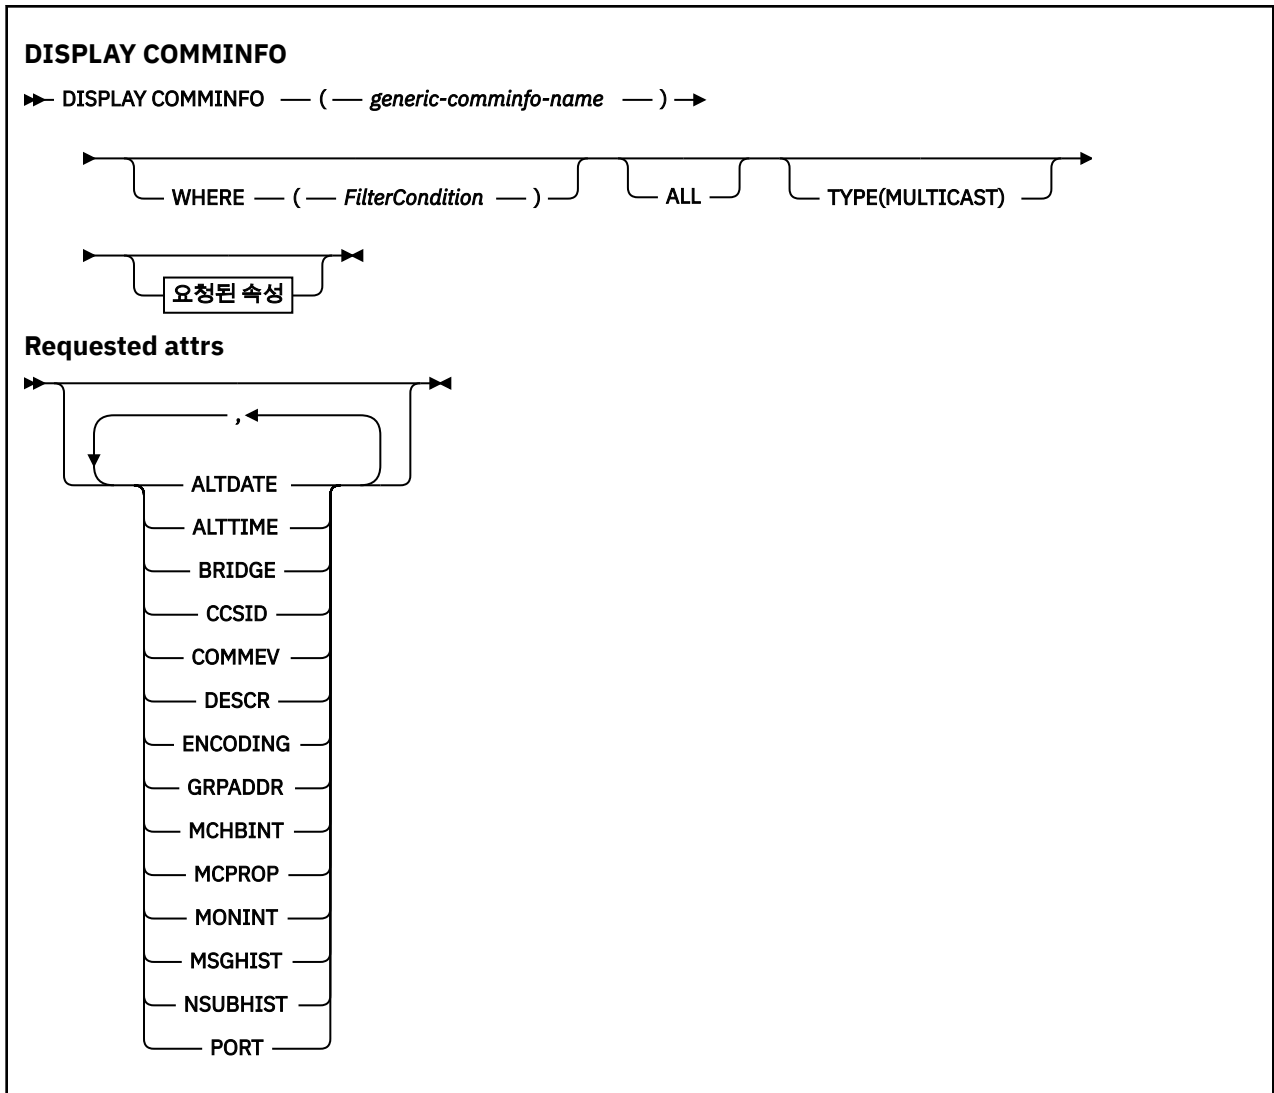 DISPLAY COMMINFO
DISPLAY COMMINFO ( generic-comminfo-name )
WHERE ( FilterCondition ) ALL TYPE(MULTICAST)
요청된 속성
Requested attrs
,
ALTDATE
ALTTIME
BRIDGE
CCSID
COMMEV
DESCR
ENCODING
GRPADDR
MCHBINT
MCPROP
MONINT
MSGHIST
NSUBHIST
PORT